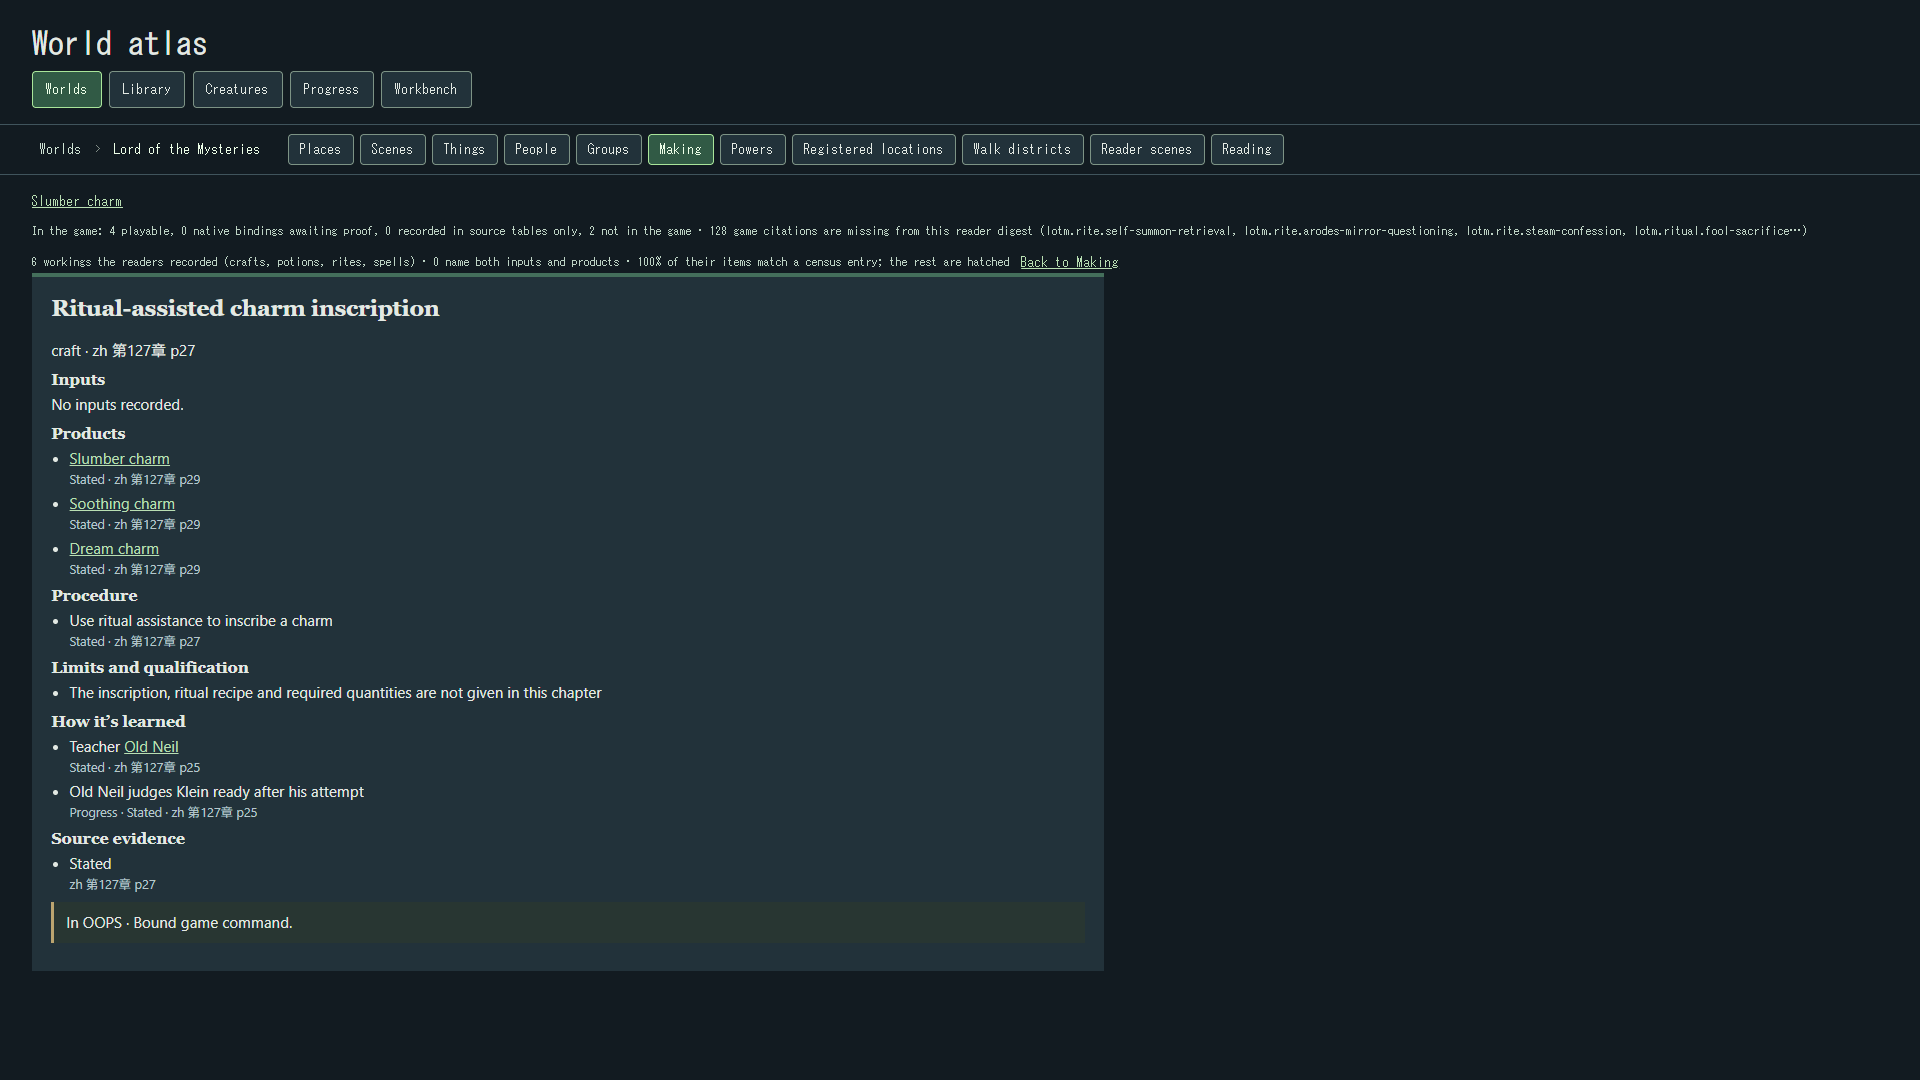 World atlas
Worlds Library Creatures Progress Workbench
Worlds > Lord of the Mysteries Places Scenes Things People Groups Making Powers Registered locations Walk districts Reader scenes Reading
Slumber charm
In the game: 4 playable, 0 native bindings awaiting proof, 0 recorded in source tables only, 2 not in the game · 128 game citations are missing from this reader digest (lotm.rite.self-summon-retrieval, lotm.rite.arodes-mirror-questioning, lotm.rite.steam-confession, lotm.ritual.fool-sacrifice…)
6 workings the readers recorded (crafts, potions, rites, spells) · 0 name both inputs and products · 100% of their items match a census entry; the rest are hatched Back to Making
Ritual-assisted charm inscription
craft · zh 第127章 p27
Inputs
No inputs recorded.
Products
• Slumber charm
Stated · zh 第127章 p29
• Soothing charm
Stated · zh 第127章 p29
• Dream charm
Stated · zh 第127章 p29
Procedure
• Use ritual assistance to inscribe a charm
Stated · zh 第127章 p27
Limits and qualification
• The inscription, ritual recipe and required quantities are not given in this chapter
How it’s learned
• Teacher Old Neil
Stated · zh 第127章 p25
• Old Neil judges Klein ready after his attempt
Progress · Stated · zh 第127章 p25
Source evidence
• Stated
zh 第127章 p27
In OOPS · Bound game command.